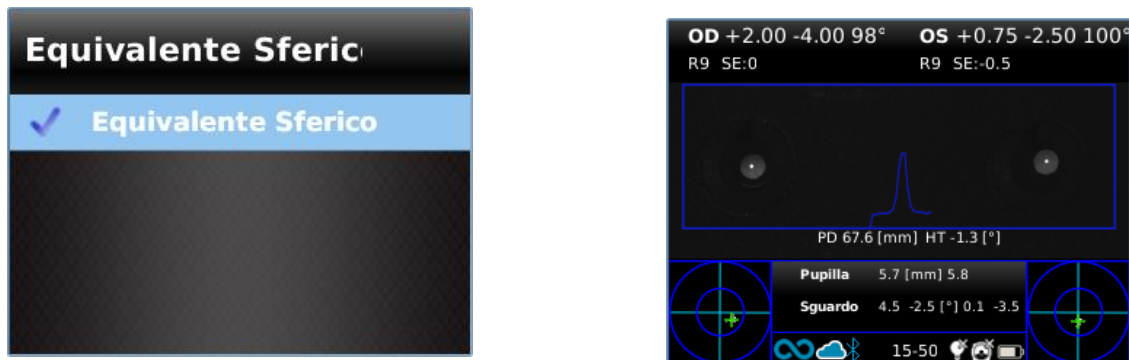 Equivalente Sferico
Equivalente Sferico
OD +2.00 -4.00 98° OS +0.75 -2.50 100°
R9 SE:0 R9 SE:-0.5
PD 67.6 [mm] HT -1.3 [°]
Pupilla 5.7 [mm] 5.8
Sguardo 4.5 -2.5 [°] 0.1 -3.5
15-50